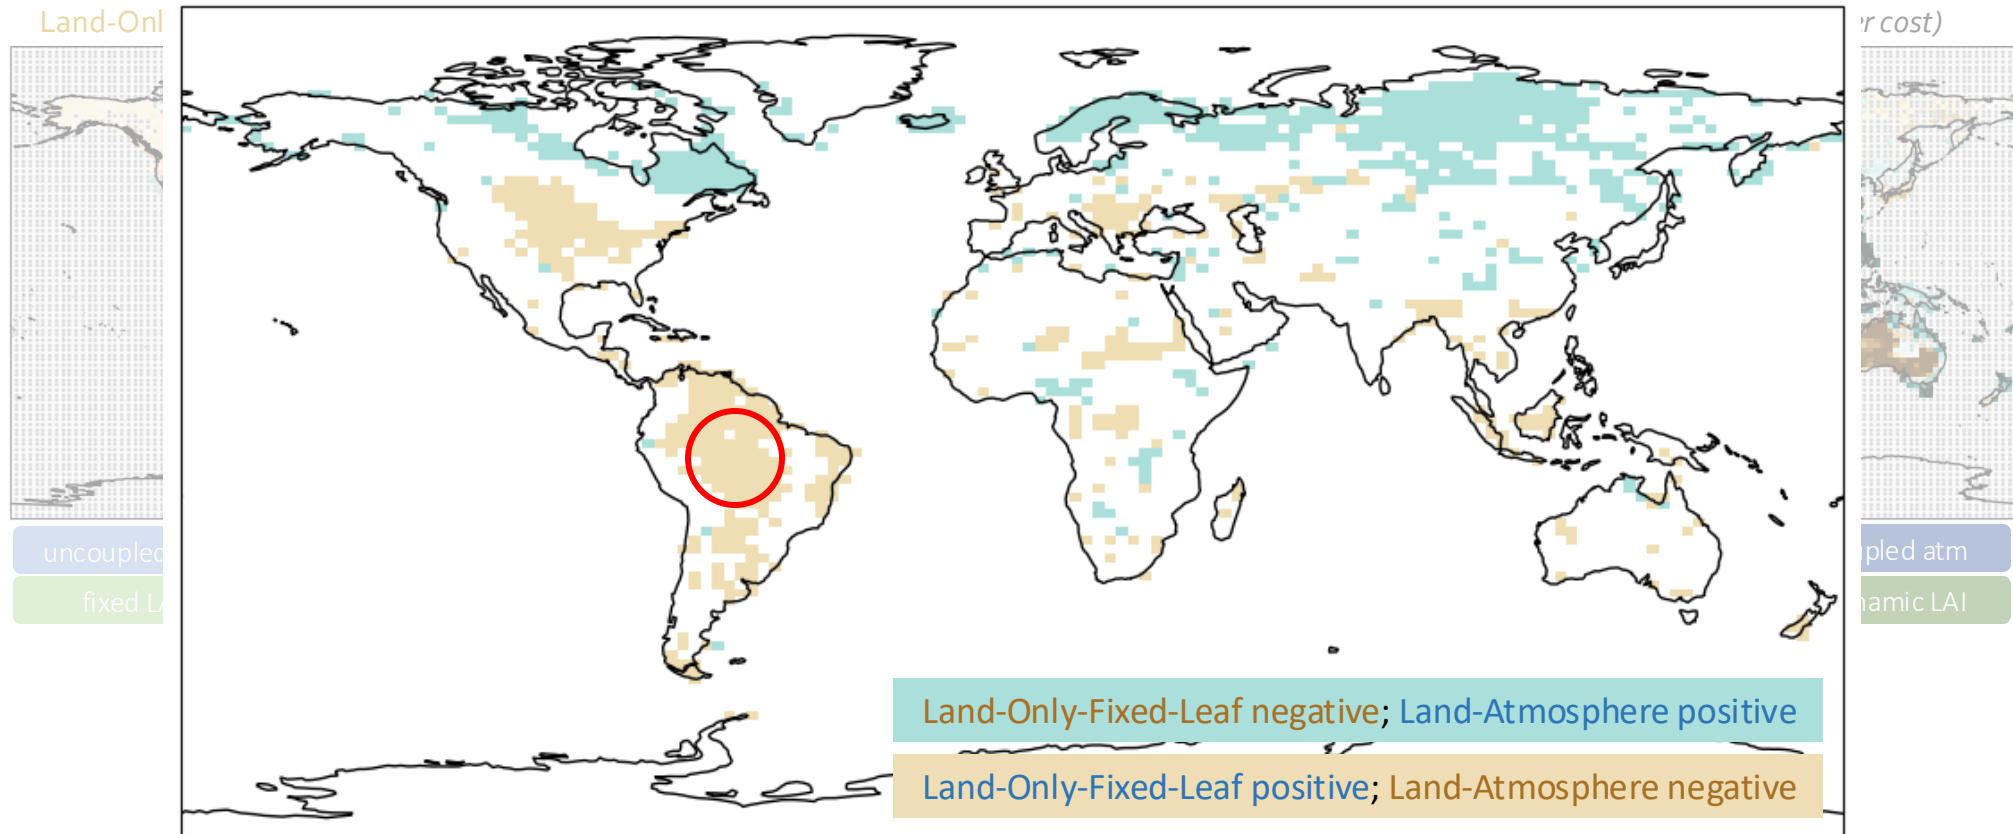 Land-Onl
r cost)
uncoupled
pled atm
fixed L
namic LAI
Land-Only-Fixed-Leaf negative; Land-Atmosphere positive
Land-Only-Fixed-Leaf positive; Land-Atmosphere negative